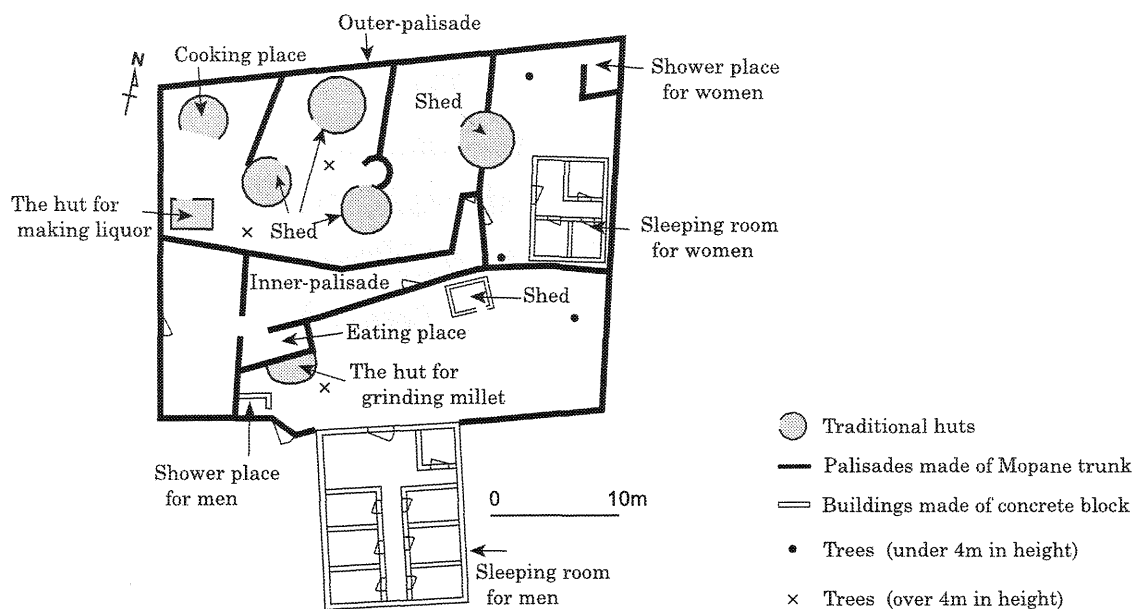 Outer-palisade
Cooking place
N
Shower place
for women
Shed
The hut for
making liquor
Shed
Sleeping room
for women
Inner-palisade
Shed
Eating place
The hut for
grinding millet
Shower place
for men
0 10m
Sleeping room
for men
Traditional huts
Palisades made of Mopane trunk
Buildings made of concrete block
Trees (under 4m in height)
Trees (over 4m in height)